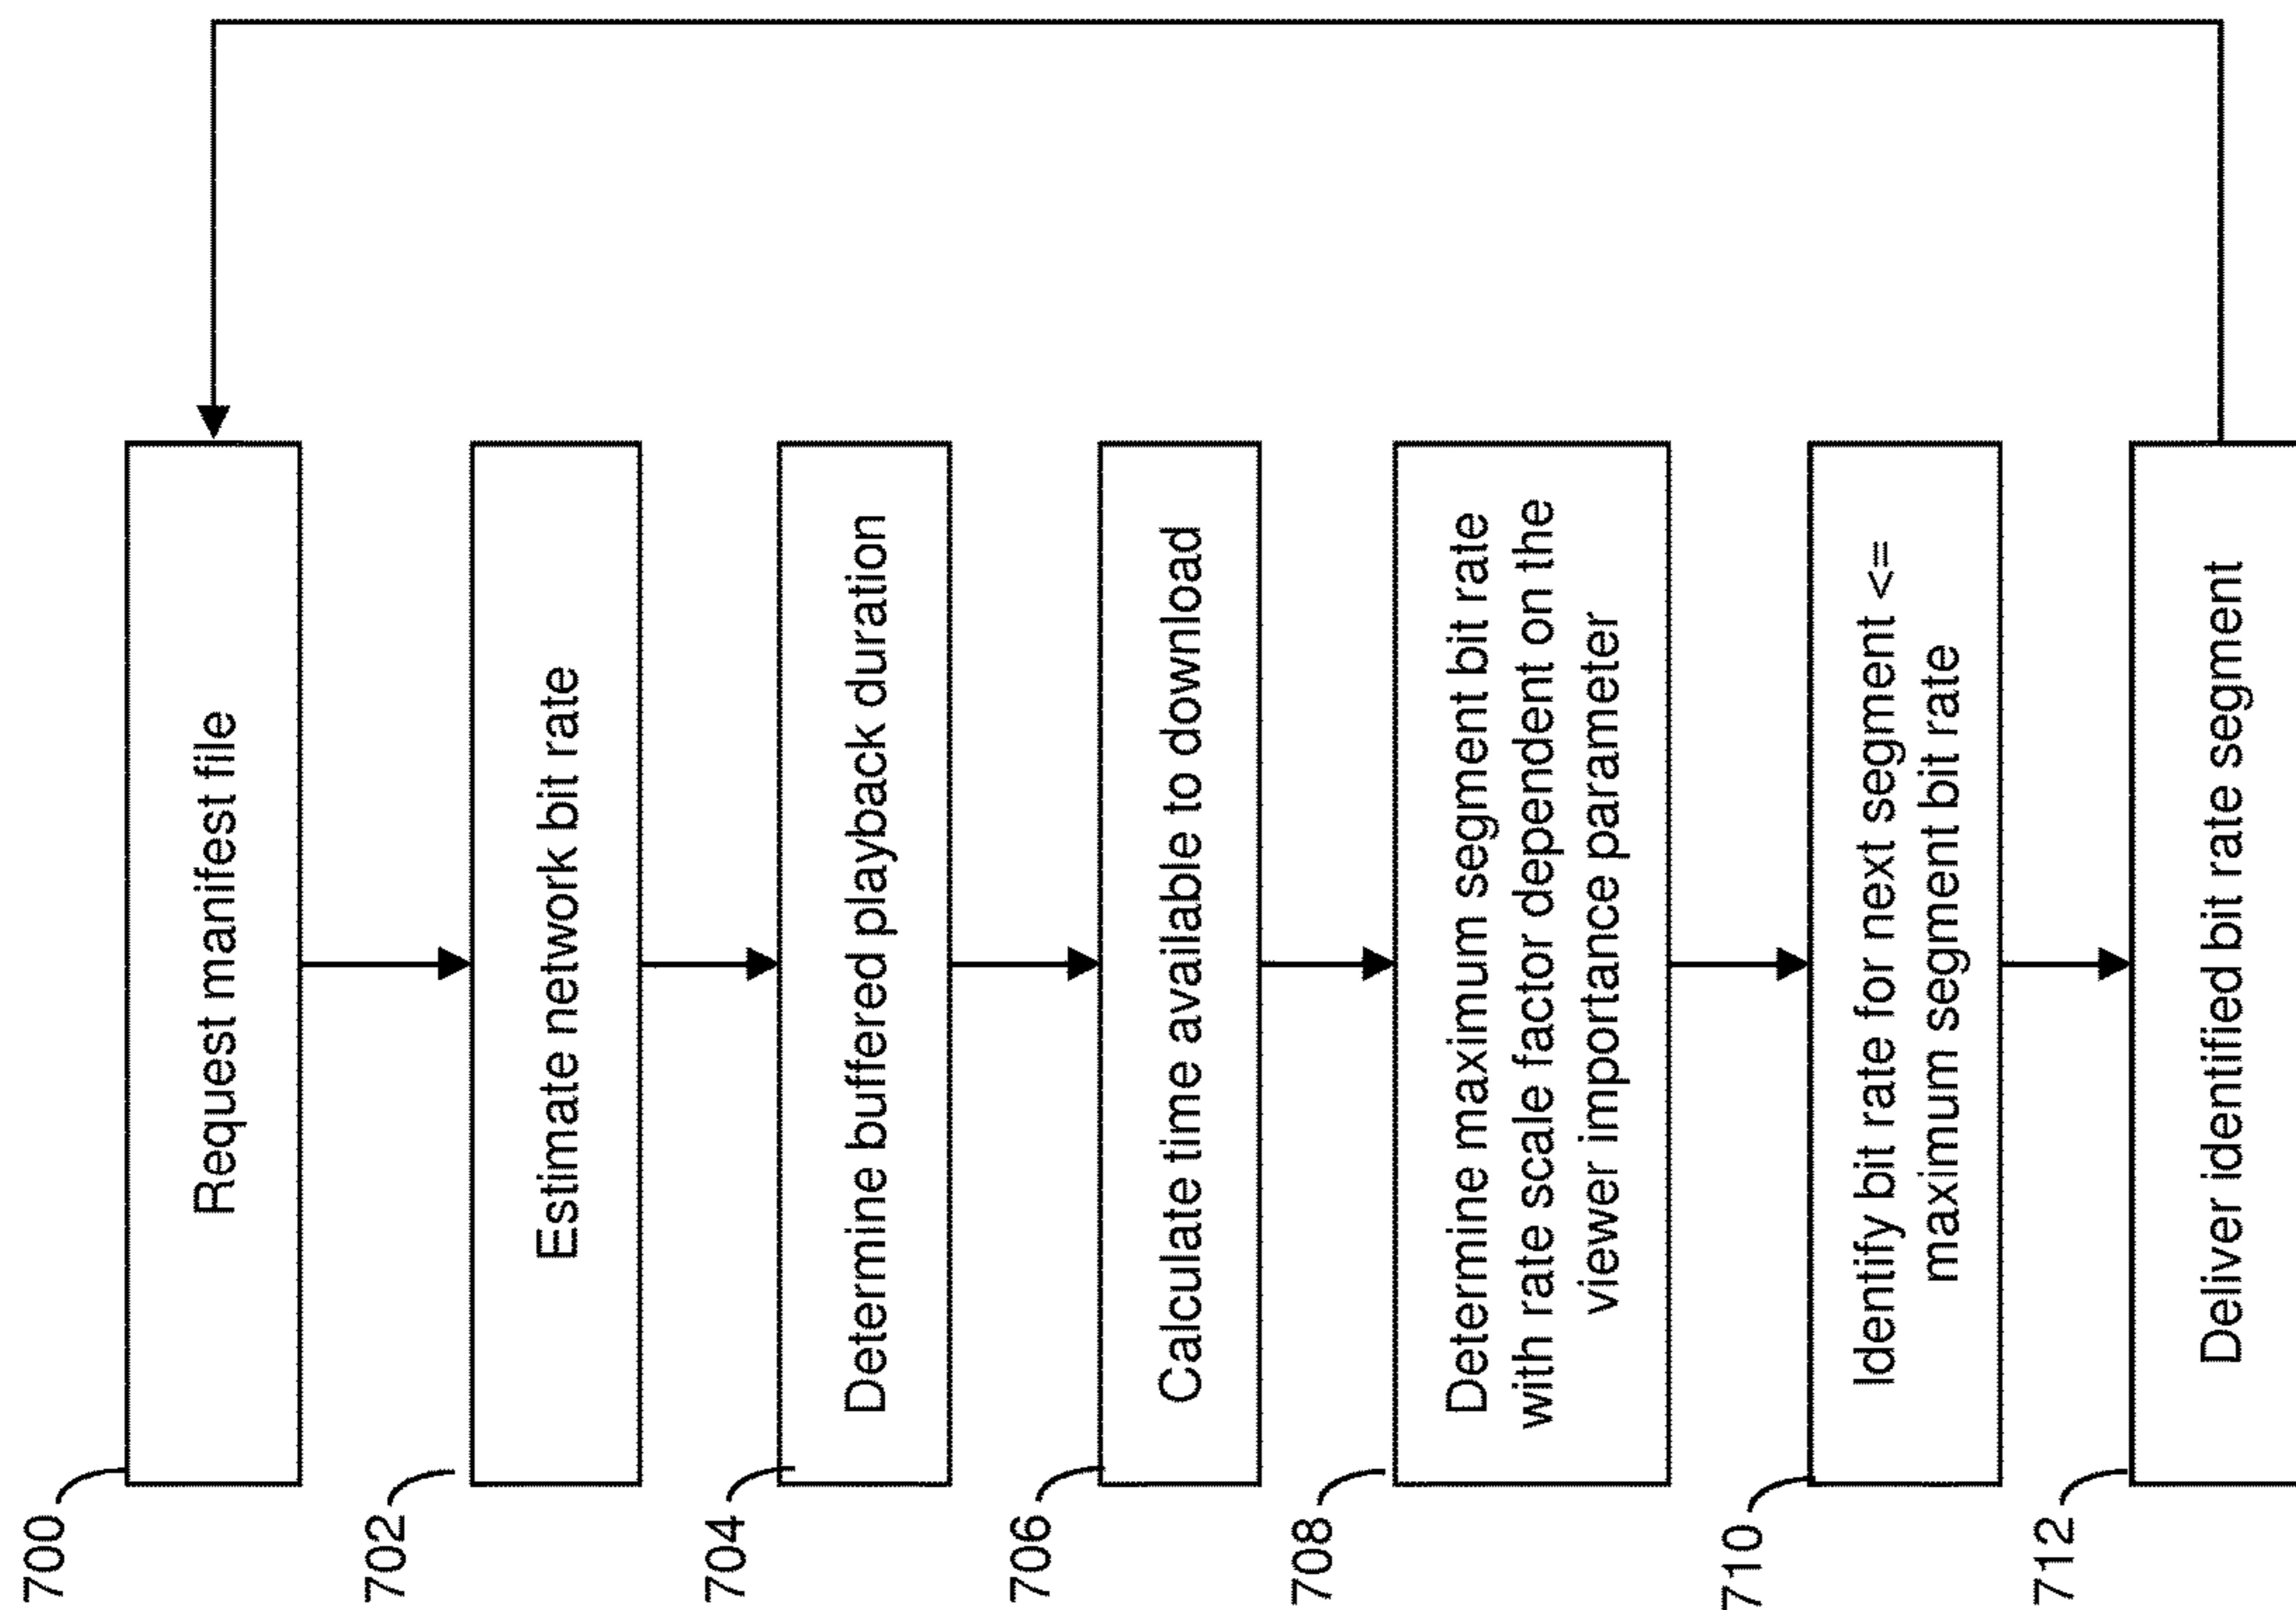 700
Request manifest file
702
Estimate network bit rate
704
Determine buffered playback duration
706
Calculate time available to download
708
Determine maximum segment bit rate
with rate scale factor dependent on the
viewer importance parameter
710
Identify bit rate for next segment <=
maximum segment bit rate
712
Deliver identified bit rate segment